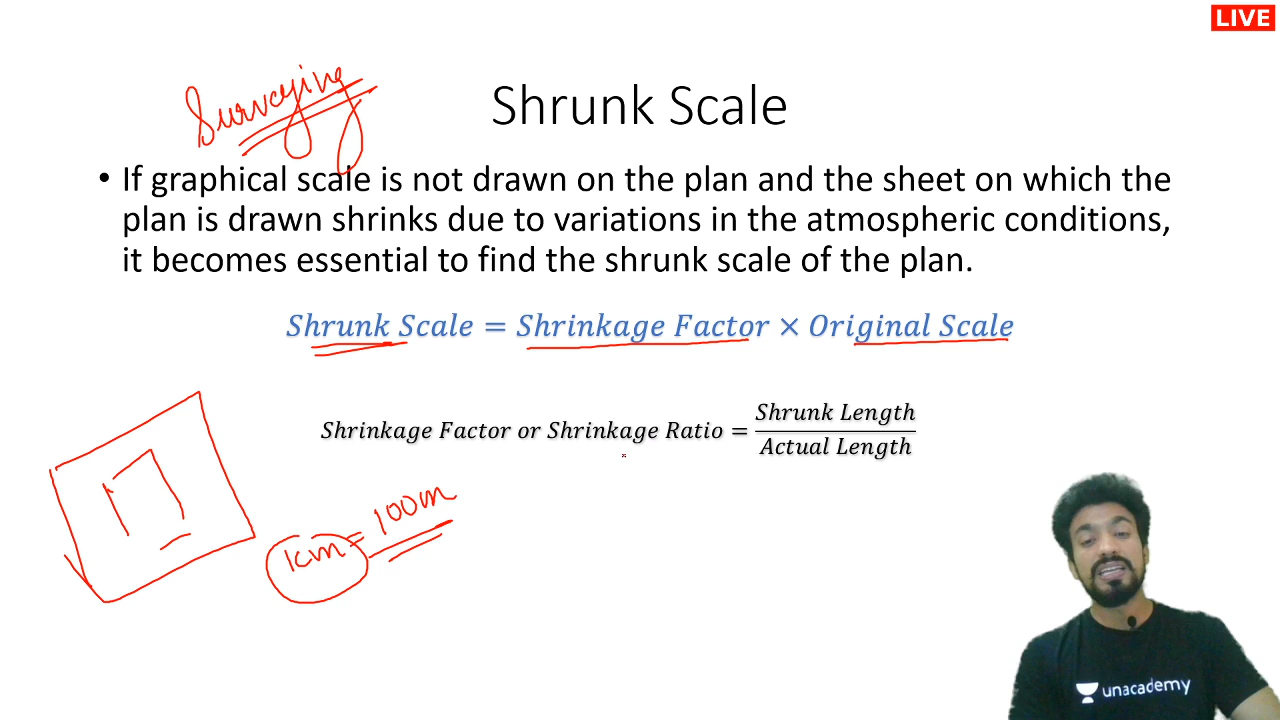 LIVE
Surveying
Shrunk Scale
• If graphical scale is not drawn on the plan and the sheet on which the
plan is drawn shrinks due to variations in the atmospheric conditions,
it becomes essential to find the shrunk scale of the plan.
Shrunk Scale = Shrinkage Factor × Original Scale
Shrinkage Factor or Shrinkage Ratio = Shrunk Length / Actual Length
1cm = 100m
unacademy